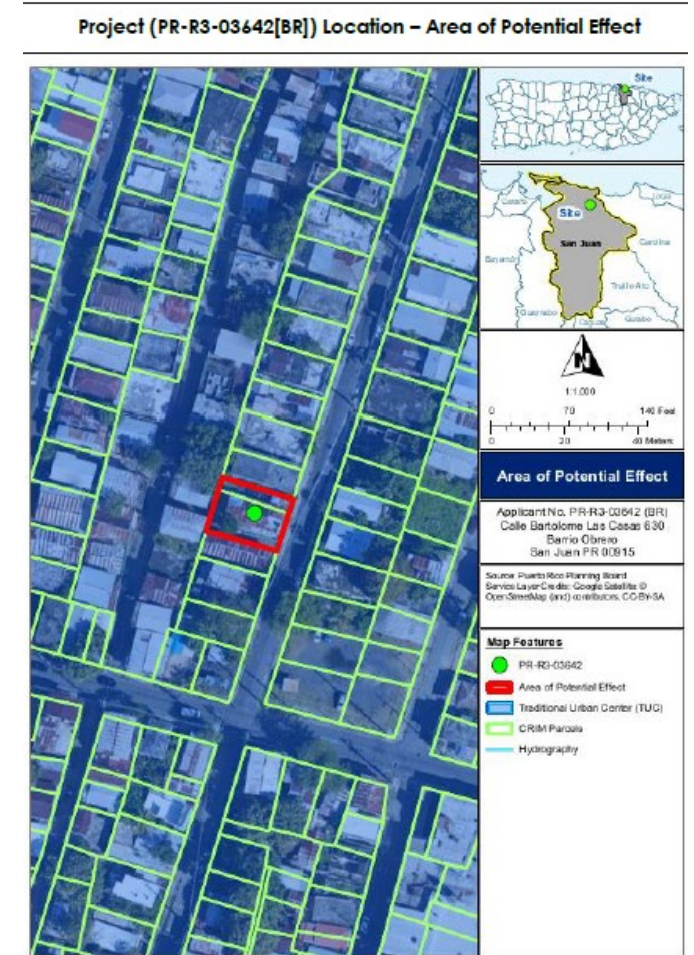 Project (PR-R3-03642[BR]) Location – Area of Potential Effect
Site
Site
San Juan
Cataño
Loíza
Carolina
Bayamón
Trujillo Alto
Guaynabo
Caguas
Gurabo
N
1:1,000
0 70 140 Feet
0 20 40 Meters
Area of Potential Effect
Applicant No. PR-R3-03642 (BR)
Calle Bartolome Las Casas 630
Barrio Obrero
San Juan PR 00915
Source: Puerto Rico Planning Board
Service Layer Credits: Google Satellite ©
OpenStreetMap (and) contributors, CC-BY-SA
Map Features
PR-R3-03642
Area of Potential Effect
Traditional Urban Center (TUC)
CRIM Parcels
Hydrography